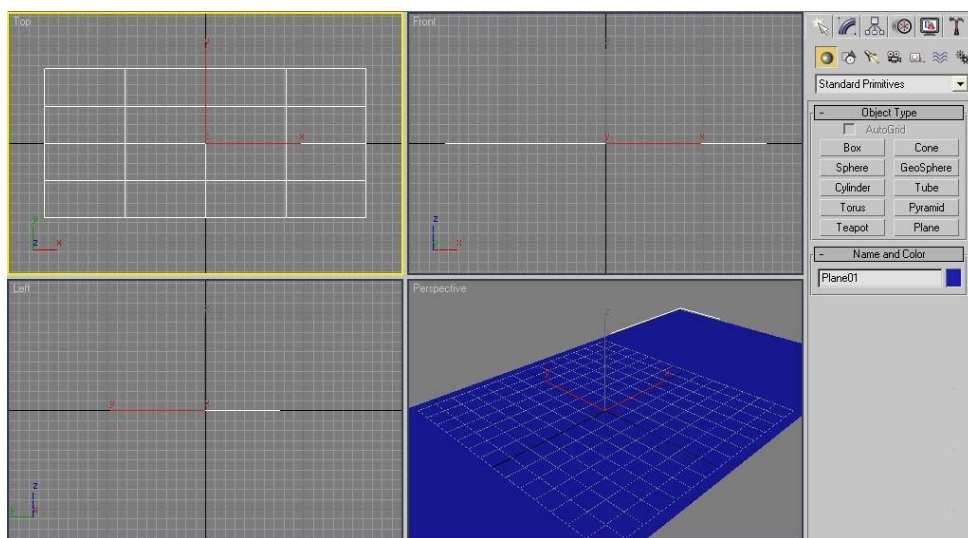 Top
Front
Standard Primitives
- Object Type
AutoGrid
Box Cone
Sphere GeoSphere
Cylinder Tube
Torus Pyramid
Teapot Plane
- Name and Color
Plane01
y
x
y
z x
z
y x
z
y x
Left
Perspective
z
y x
y x
z
y x